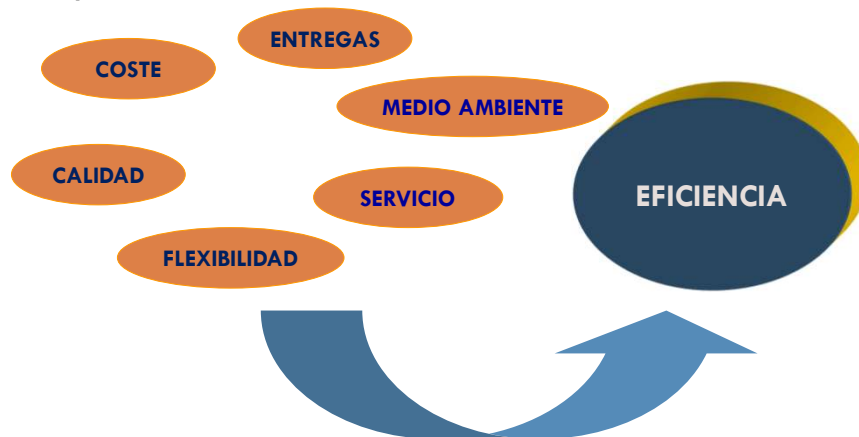 ENTREGAS
COSTE
MEDIO AMBIENTE
CALIDAD
SERVICIO
EFICIENCIA
FLEXIBILIDAD